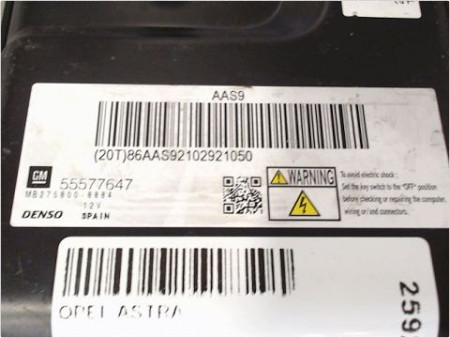 AAS9
(20T)86AAS92102921050
GM
55577647
MB275800-8684
12V
DENSO SPAIN
WARNING
To avoid electric shock :
Set the key switch to the "OFF" position
before checking or repairing the computer,
wiring or/and connectors.
OPEL ASTRA
259